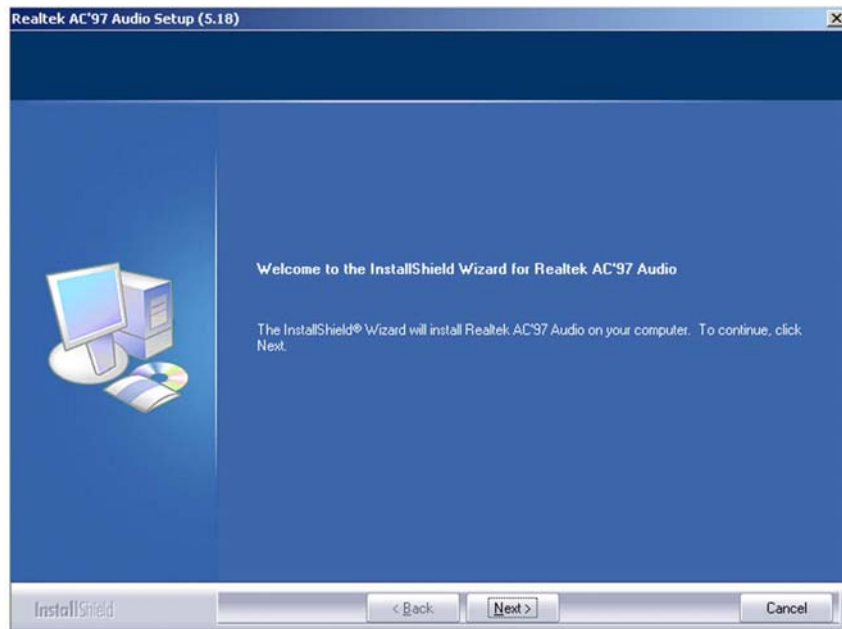 Realtek AC'97 Audio Setup (5.18)
Welcome to the InstallShield Wizard for Realtek AC'97 Audio
The InstallShield® Wizard will install Realtek AC'97 Audio on your computer. To continue, click
Next.
InstallShield
< Back
Next >
Cancel